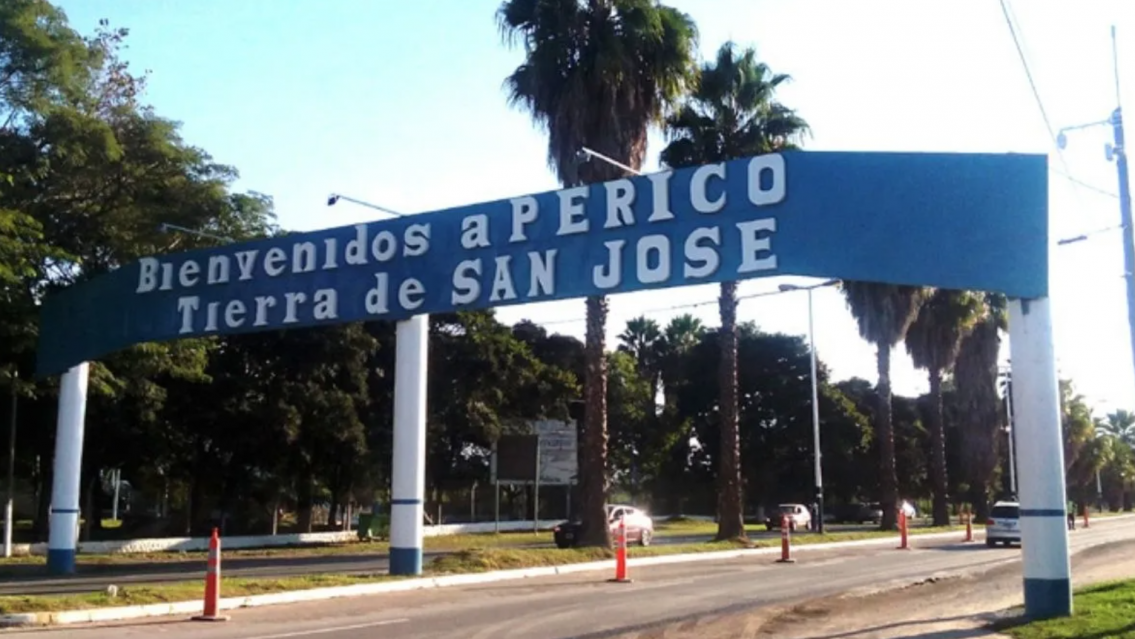 Bienvenidos a PERICO
Tierra de SAN JOSE